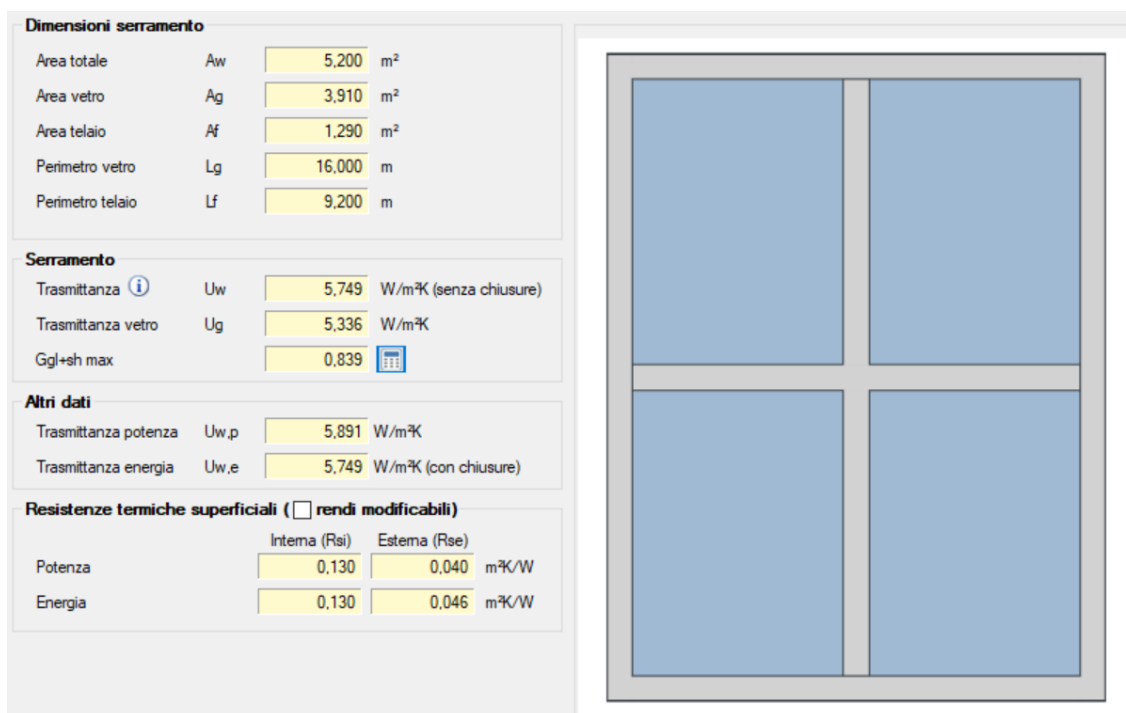 Dimensioni serramento
Area totale Aw 5,200 m²
Area vetro Ag 3,910 m²
Area telaio Af 1,290 m²
Perimetro vetro Lg 16,000 m
Perimetro telaio Lf 9,200 m
Serramento
Trasmittanza i Uw 5,749 W/m²K (senza chiusure)
Trasmittanza vetro Ug 5,336 W/m²K
Ggl+sh max 0,839
Altri dati
Trasmittanza potenza Uw,p 5,891 W/m²K
Trasmittanza energia Uw,e 5,749 W/m²K (con chiusure)
Resistenze termiche superficiali ( rendi modificabili)
Interna (Rsi) Esterna (Rse)
Potenza 0,130 0,040 m²K/W
Energia 0,130 0,046 m²K/W